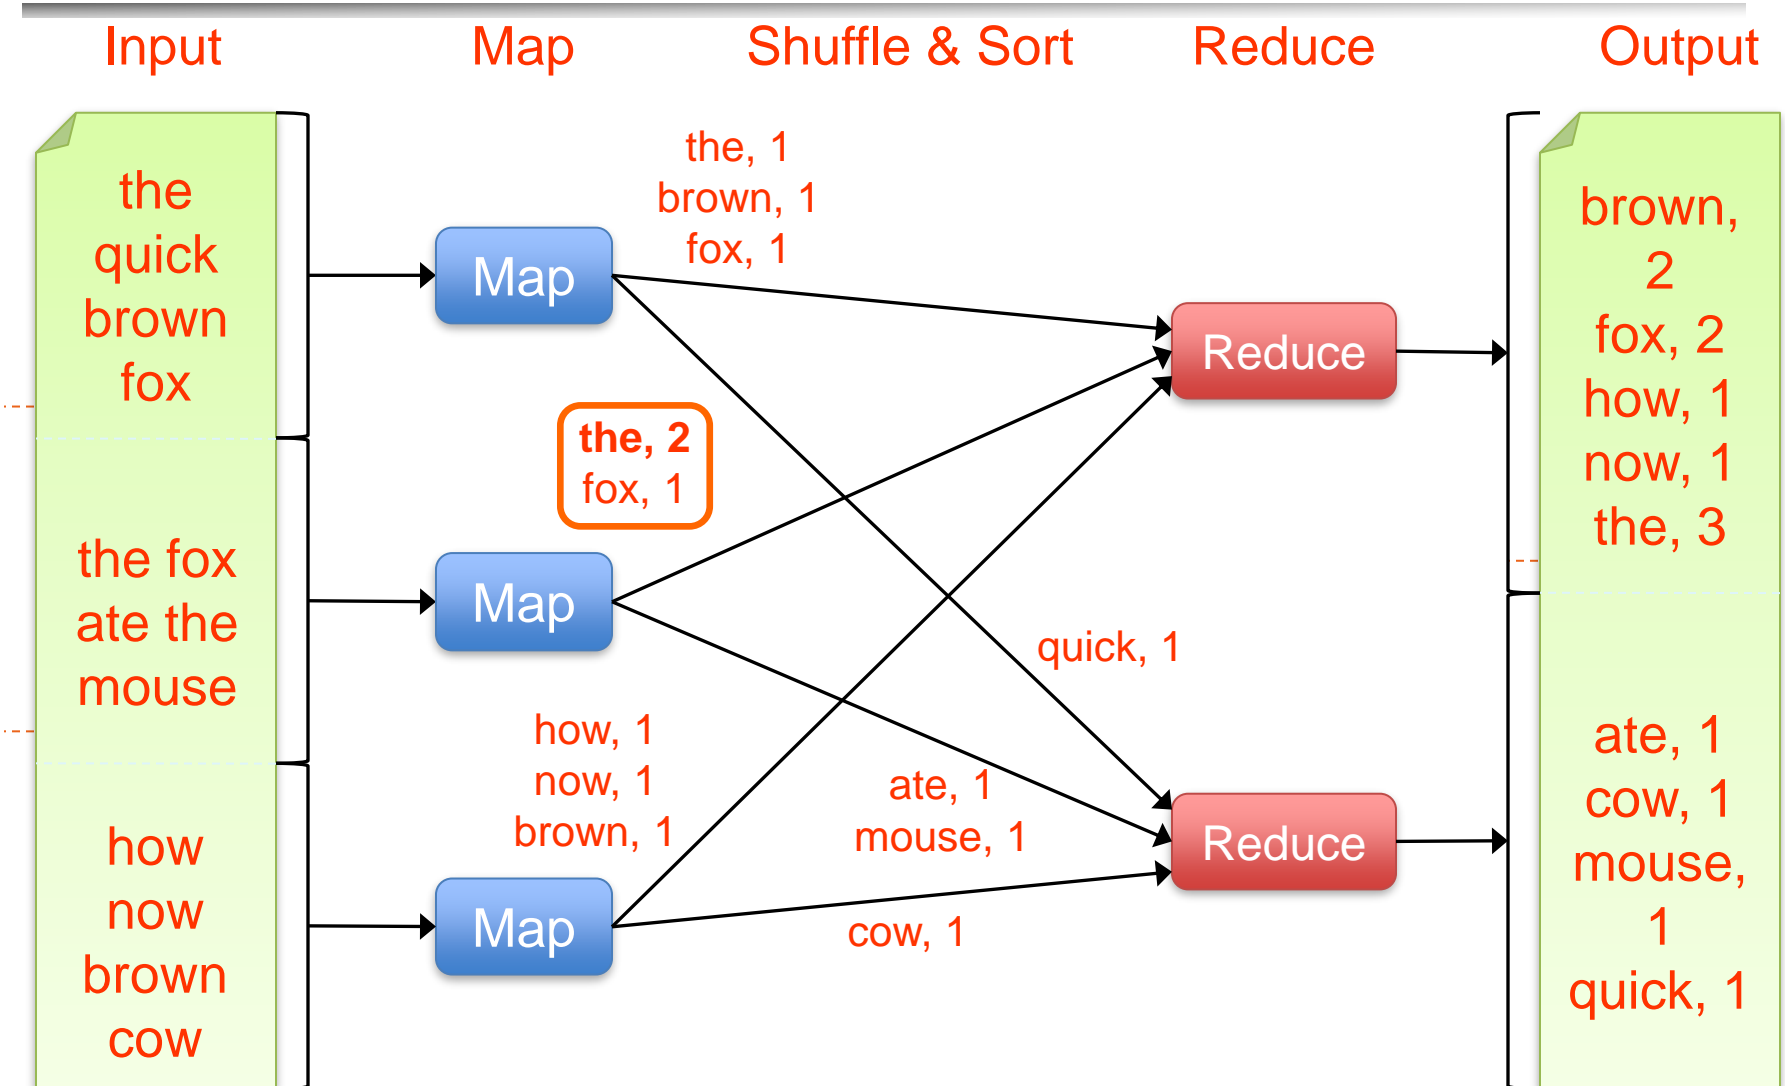 Input
Map
Shuffle & Sort
Reduce
Output
the
quick
brown
fox
the fox
ate the
mouse
how
now
brown
cow
Map
Map
Map
the, 1
brown, 1
fox, 1
the, 2
fox, 1
how, 1
now, 1
brown, 1
quick, 1
ate, 1
mouse, 1
cow, 1
Reduce
Reduce
brown,
2
fox, 2
how, 1
now, 1
the, 3
ate, 1
cow, 1
mouse,
1
quick, 1